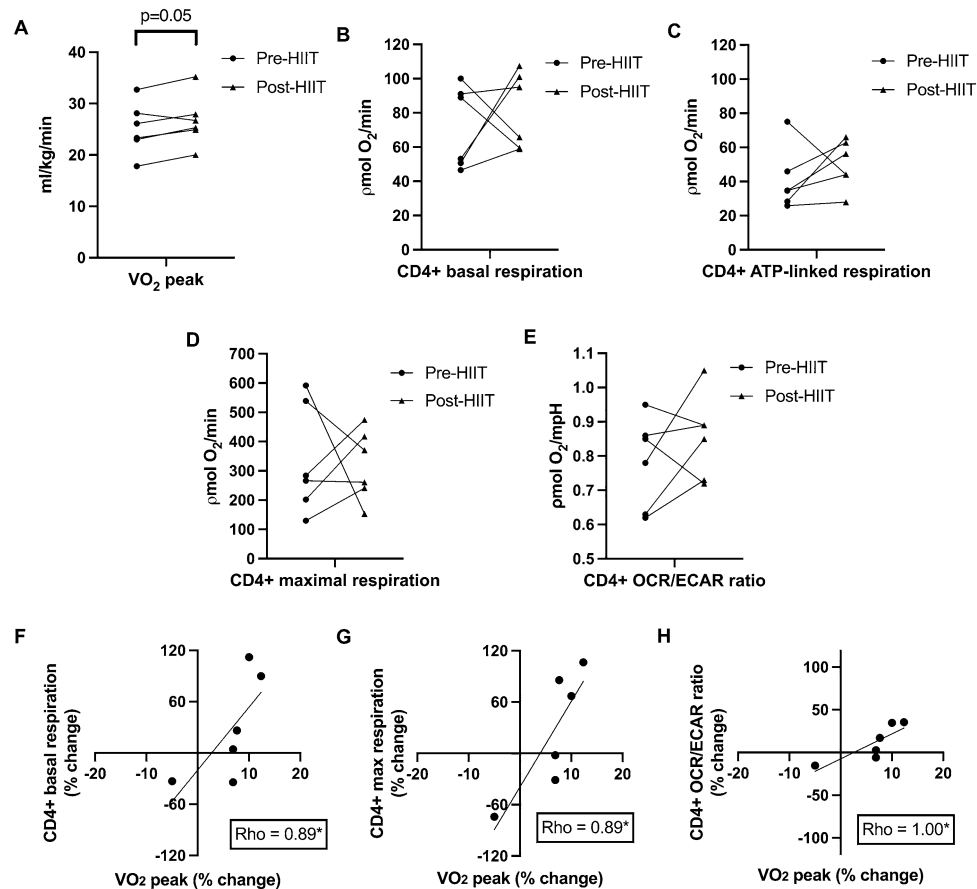 A
p=0.05
ml/kg/min
40
30
20
10
0
VO2 peak
Pre-HIIT
Post-HIIT
B
ρmol O2/min
120
100
80
60
40
20
0
CD4+ basal respiration
Pre-HIIT
Post-HIIT
C
ρmol O2/min
120
100
80
60
40
20
0
CD4+ ATP-linked respiration
Pre-HIIT
Post-HIIT
D
ρmol O2/min
700
600
500
400
300
200
100
0
CD4+ maximal respiration
Pre-HIIT
Post-HIIT
E
ρmol O2/mpH
1.1
1.0
0.9
0.8
0.7
0.6
0.5
CD4+ OCR/ECAR ratio
Pre-HIIT
Post-HIIT
F
CD4+ basal respiration
(% change)
120
60
-60
-120
-20
-10
10
20
Rho = 0.89*
VO2 peak (% change)
G
CD4+ max respiration
(% change)
120
60
-60
-120
-20
-10
10
20
Rho = 0.89*
VO2 peak (% change)
H
CD4+ OCR/ECAR ratio
(% change)
100
50
-50
-100
-20
-10
10
20
Rho = 1.00*
VO2 peak (% change)